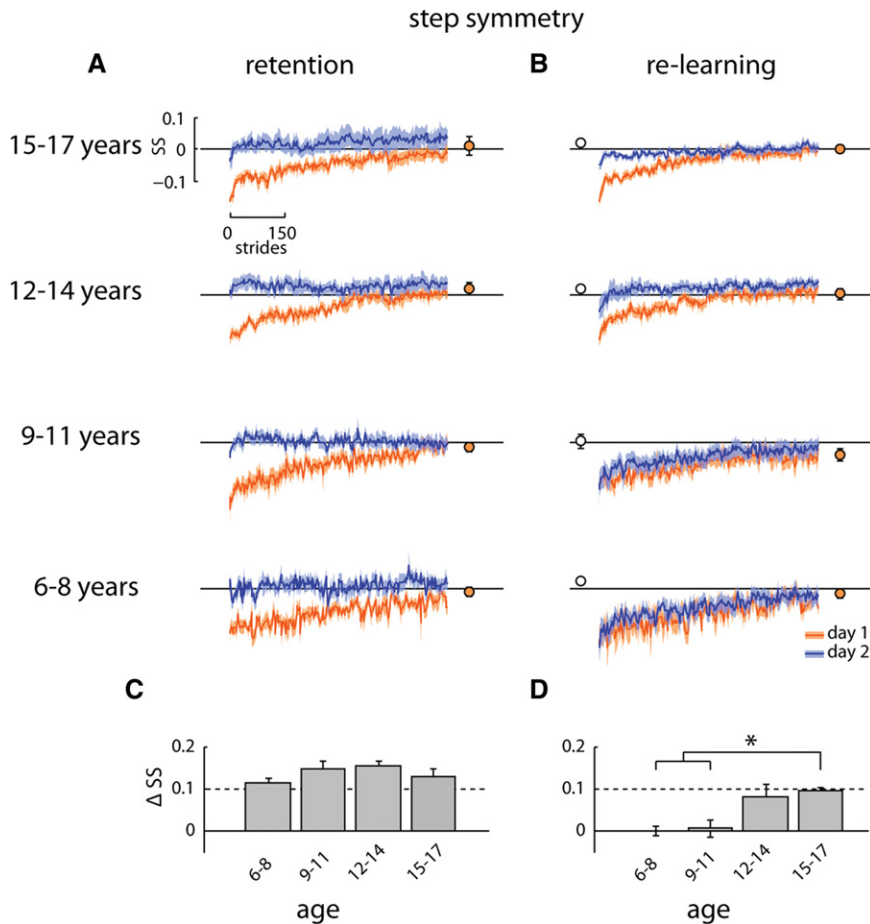 step symmetry
A
retention
B
re-learning
15-17 years
SS
0.1
0
−0.1
0 150
strides
12-14 years
9-11 years
6-8 years
day 1
day 2
C
D
Δ SS
0.2
0.1
0
6-8
9-11
12-14
15-17
age
0.2
0.1
0
*
6-8
9-11
12-14
15-17
age